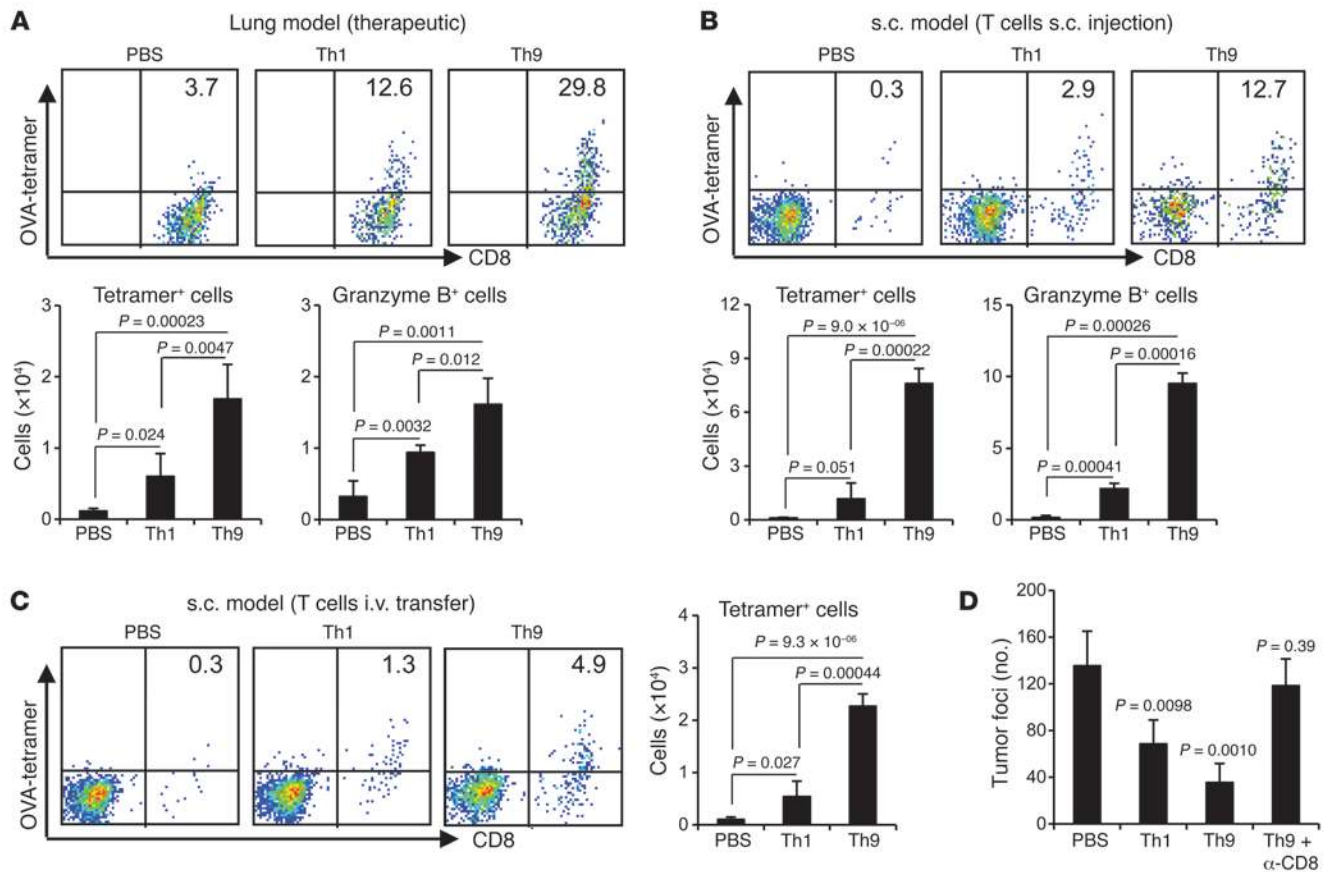 A
Lung model (therapeutic)
PBS
Th1
Th9
3.7
12.6
29.8
OVA-tetramer
CD8
Tetramer⁺ cells
Cells (×10⁴)
3
2
1
0
P = 0.00023
P = 0.0047
P = 0.024
PBS
Th1
Th9
Granzyme B⁺ cells
3
2
1
0
P = 0.0011
P = 0.012
P = 0.0032
PBS
Th1
Th9
B
s.c. model (T cells s.c. injection)
PBS
Th1
Th9
0.3
2.9
12.7
OVA-tetramer
CD8
Tetramer⁺ cells
Cells (×10⁴)
12
9
6
3
0
P = 9.0 × 10⁻⁰⁶
P = 0.00022
P = 0.051
PBS
Th1
Th9
Granzyme B⁺ cells
15
10
5
0
P = 0.00026
P = 0.00016
P = 0.00041
PBS
Th1
Th9
C
s.c. model (T cells i.v. transfer)
PBS
Th1
Th9
0.3
1.3
4.9
OVA-tetramer
CD8
Tetramer⁺ cells
Cells (×10⁴)
4
3
2
1
0
P = 9.3 × 10⁻⁰⁶
P = 0.00044
P = 0.027
PBS
Th1
Th9
D
Tumor foci (no.)
200
160
120
80
40
0
P = 0.0098
P = 0.0010
P = 0.39
PBS
Th1
Th9
Th9 +
α-CD8